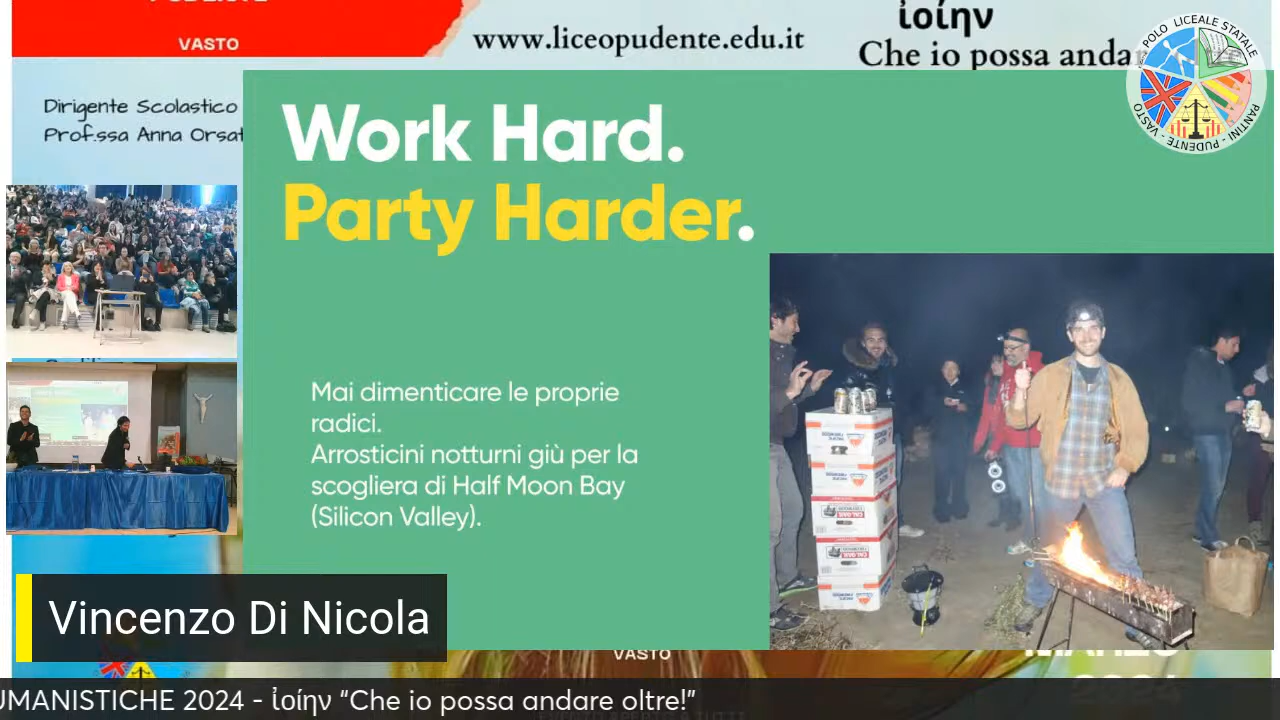 VASTO
www.liceopudente.edu.it
ἰοίην
Che io possa andar
POLO LICEALE STATALE
PANTINI - PUDENTE - VASTO
Dirigente Scolastico
Prof.ssa Anna Orsat
Work Hard.
Party Harder.
Mai dimenticare le proprie
radici.
Arrosticini notturni giù per la
scogliera di Half Moon Bay
(Silicon Valley).
Vincenzo Di Nicola
VASTO
UMANISTICHE 2024 - ἰοίην “Che io possa andare oltre!”